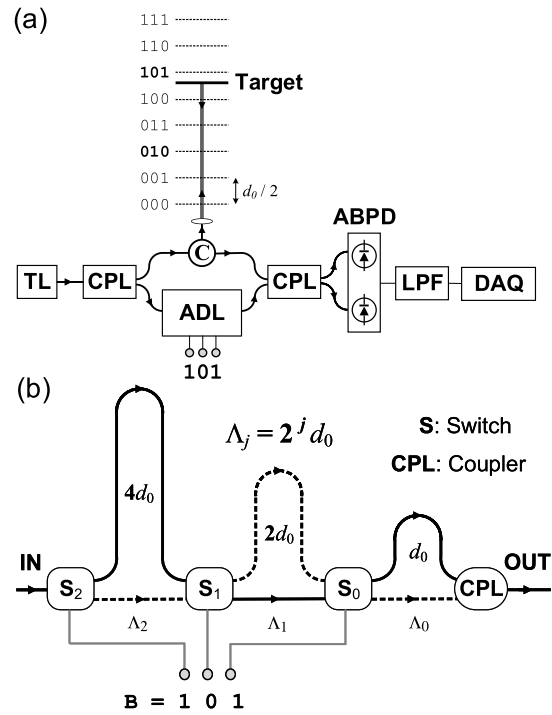 (a)
111
110
101
Target
100
011
010
001
d₀ / 2
000
ABPD
C
TL
CPL
CPL
LPF
DAQ
ADL
101
(b)
Λⱼ = 2ʲ d₀
S: Switch
CPL: Coupler
4d₀
2d₀
d₀
IN
OUT
S₂
S₁
S₀
CPL
Λ₂
Λ₁
Λ₀
B = 1 0 1